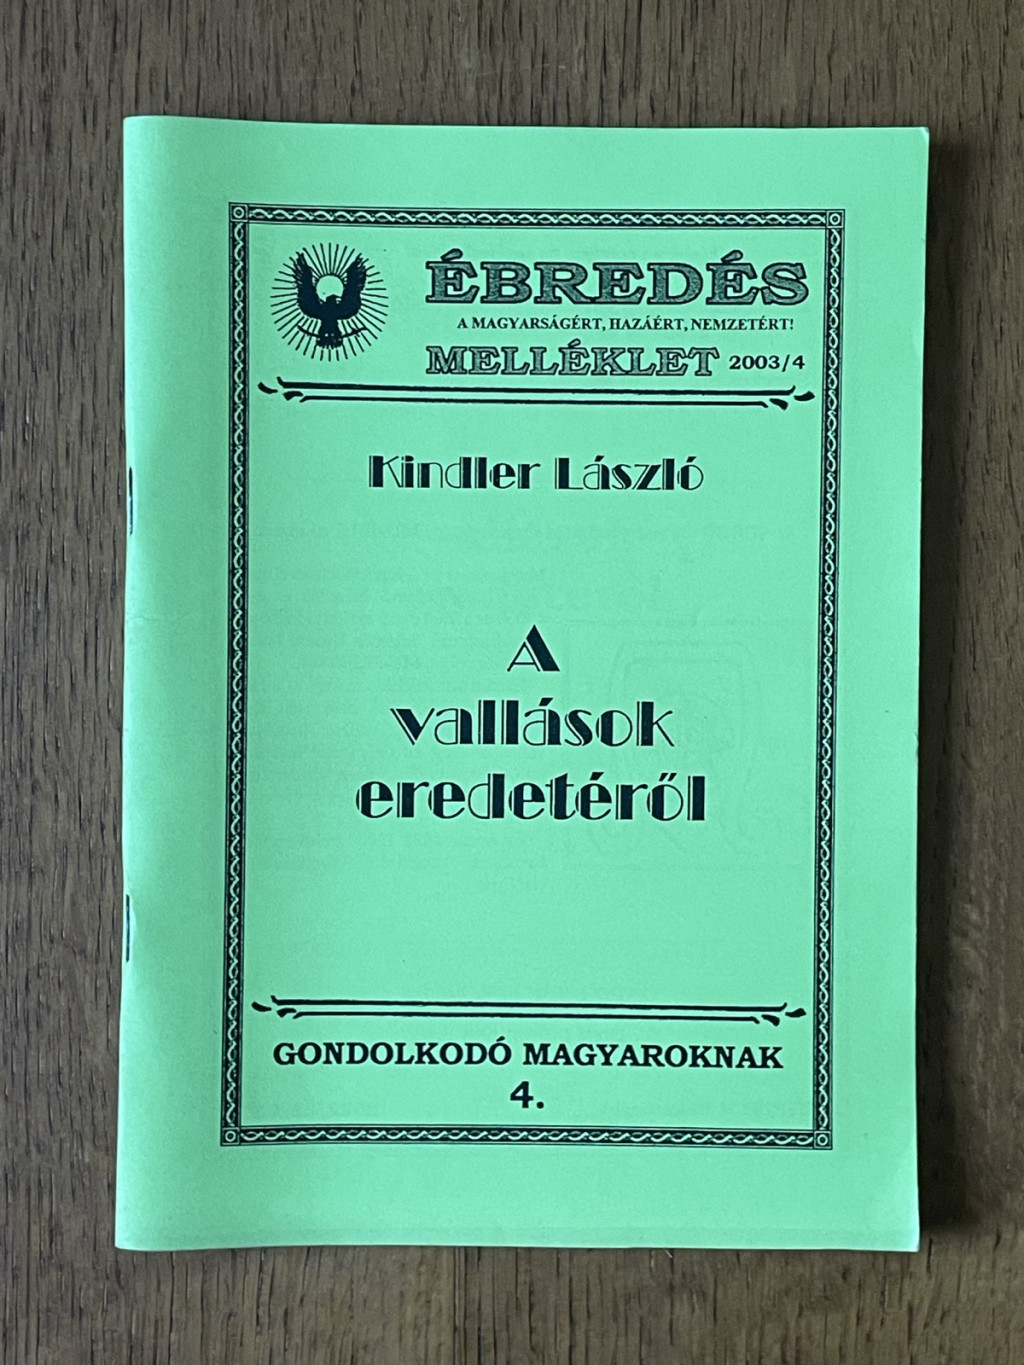 ÉBREDÉS
A MAGYARSÁGÉRT, HAZÁÉRT, NEMZETÉRT!
MELLÉKLET 2003/4
Kindler László
A
vallások
eredetéről
GONDOLKODÓ MAGYAROKNAK
4.